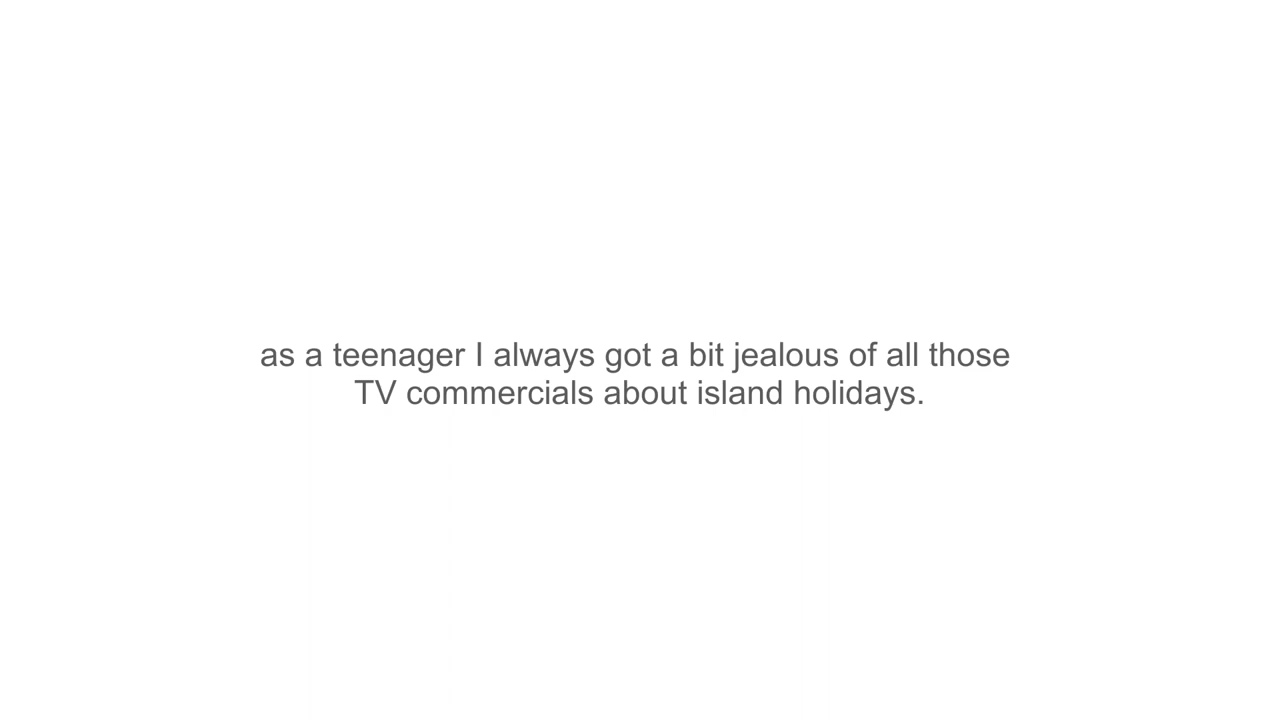 as a teenager I always got a bit jealous of all those
TV commercials about island holidays.